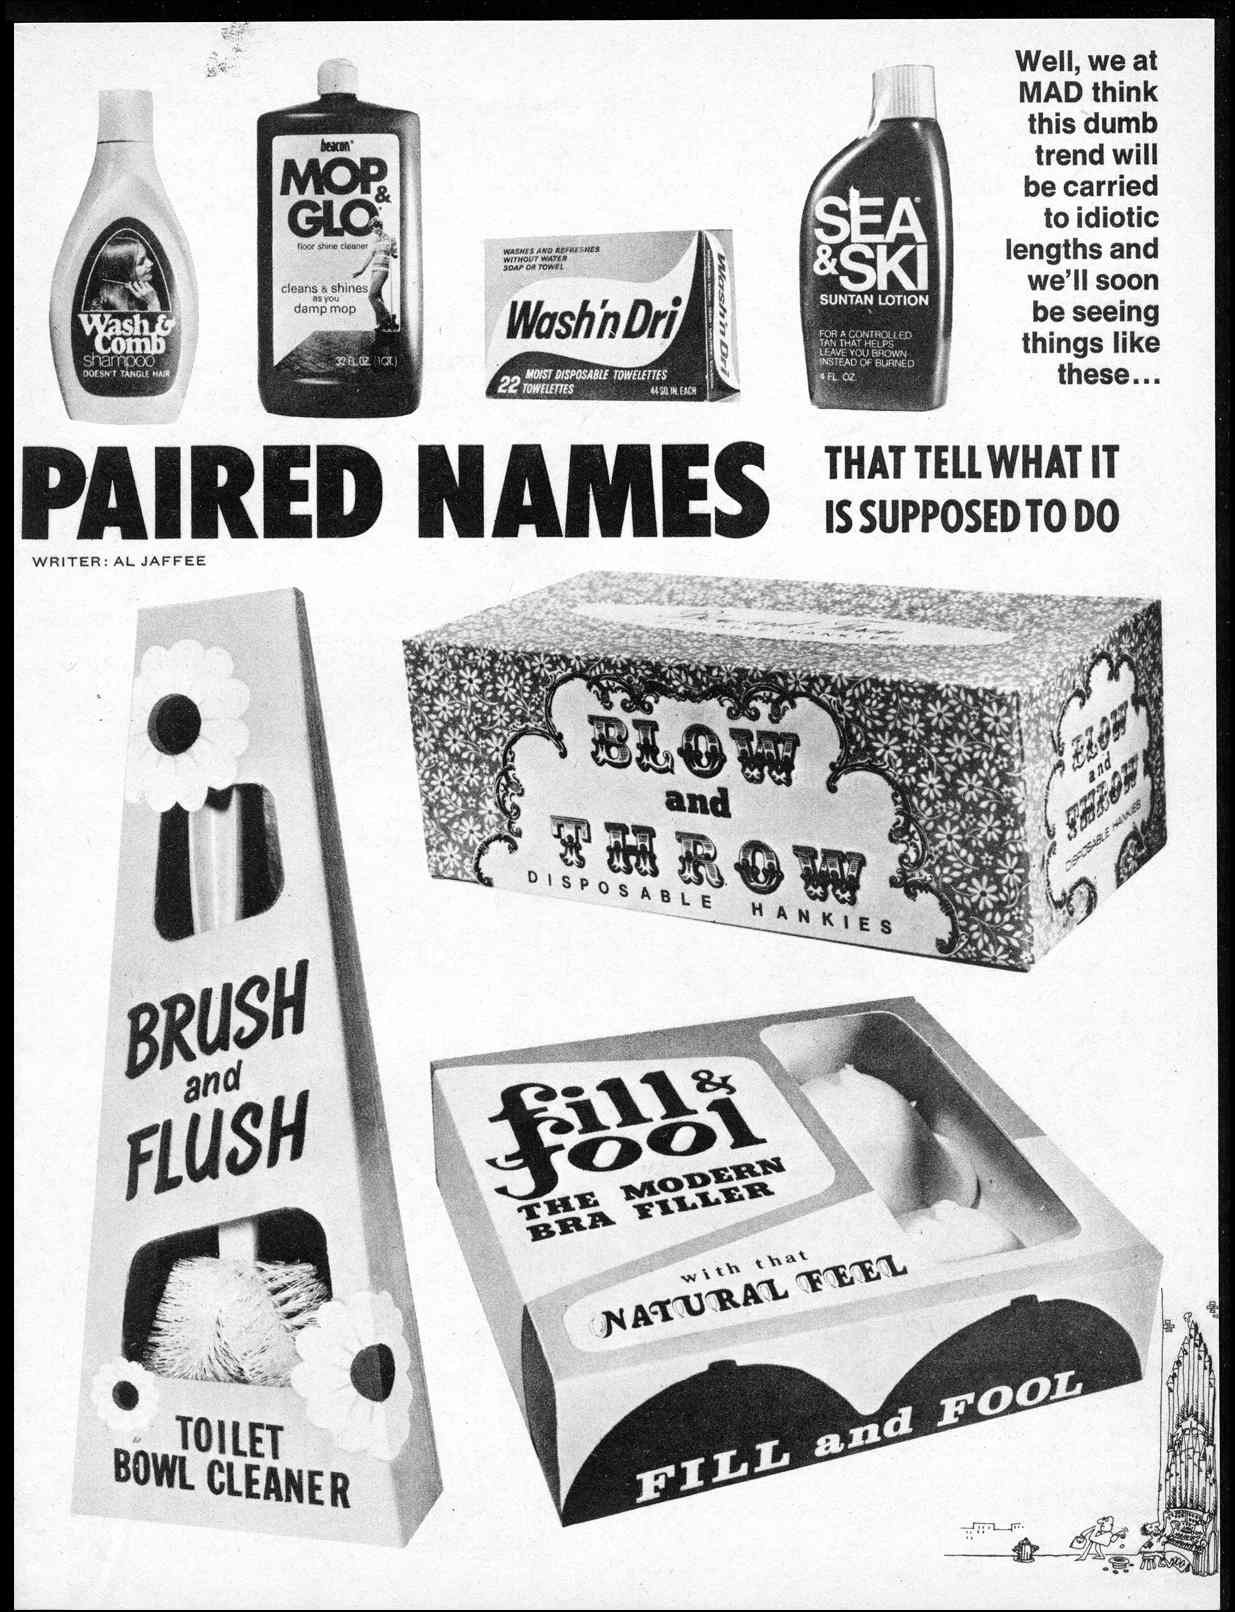 Well, we at
MAD think
this dumb
trend will
be carried
to idiotic
lengths and
we'll soon
be seeing
things like
these...
Wash &
Comb
shampoo
DOESN'T TANGLE HAIR
beacon
MOP
&
GLO
floor shine cleaner
cleans & shines
as you
damp mop
32 FL. OZ. (1 QT.)
WASHES AND REFRESHES
WITHOUT WATER
SOAP OR TOWEL
Wash'n Dri
22 MOIST DISPOSABLE TOWELETTES
TOWELETTES 44 SQ. IN. EACH
Wash'n Dri
SEA®
&SKI
SUNTAN LOTION
FOR A CONTROLLED
TAN THAT HELPS
LEAVE YOU BROWN
INSTEAD OF BURNED
4 FL. OZ.
PAIRED NAMES
THAT TELL WHAT IT
IS SUPPOSED TO DO
WRITER: AL JAFFEE
BRUSH
and
FLUSH
TOILET
BOWL CLEANER
BLOW
and
THROW
DISPOSABLE HANKIES
BLOW
and
THROW
DISPOSABLE HANKIES
fill &
fool
THE MODERN
BRA FILLER
with that
NATURAL FEEL
FILL and FOOL